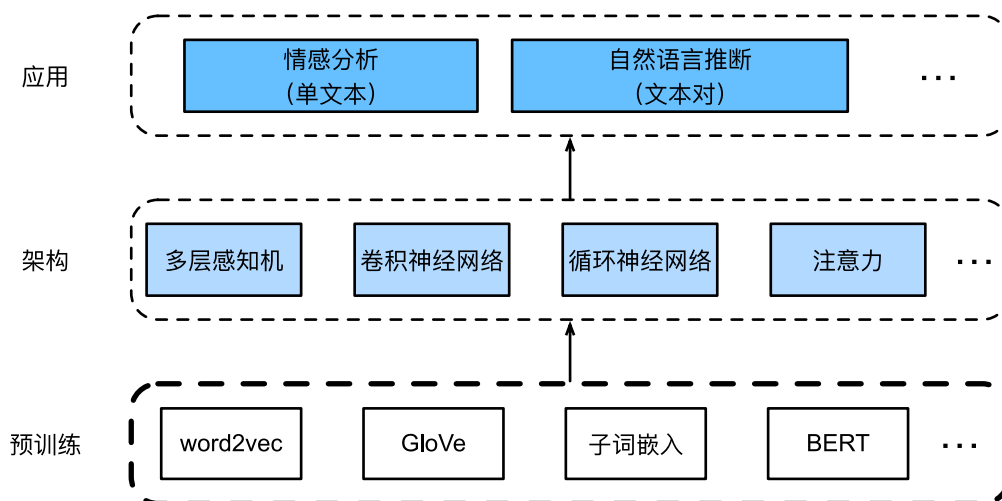 应用
情感分析
(单文本)
自然语言推断
(文本对)
...
架构
多层感知机
卷积神经网络
循环神经网络
注意力
...
预训练
word2vec
GloVe
子词嵌入
BERT
...